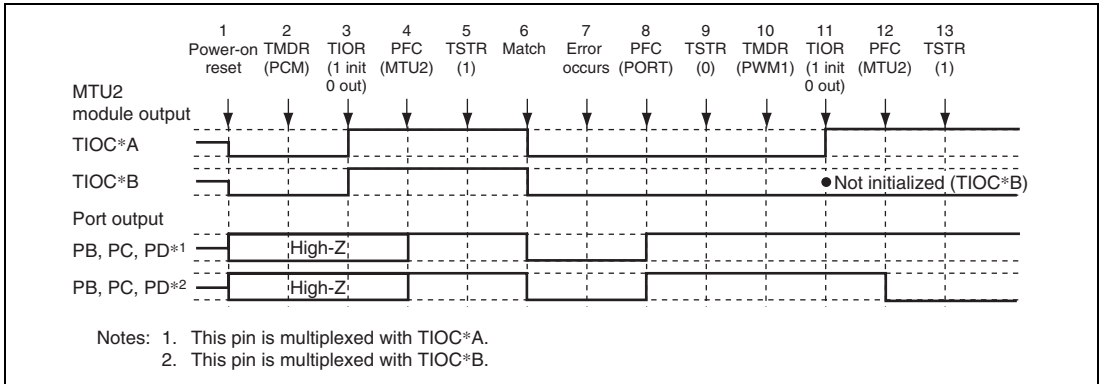 1 2 3 4 5 6 7 8 9 10 11 12 13
Power-on TMDR TIOR PFC TSTR Match Error PFC TSTR TMDR TIOR PFC TSTR
reset (PCM) (1 init (MTU2) (1) occurs (PORT) (0) (PWM1) (1 init (MTU2) (1)
0 out) 0 out)
MTU2
module output
TIOC*A
TIOC*B
●Not initialized (TIOC*B)
Port output
PB, PC, PD*1 High-Z
PB, PC, PD*2 High-Z
Notes: 1. This pin is multiplexed with TIOC*A.
2. This pin is multiplexed with TIOC*B.